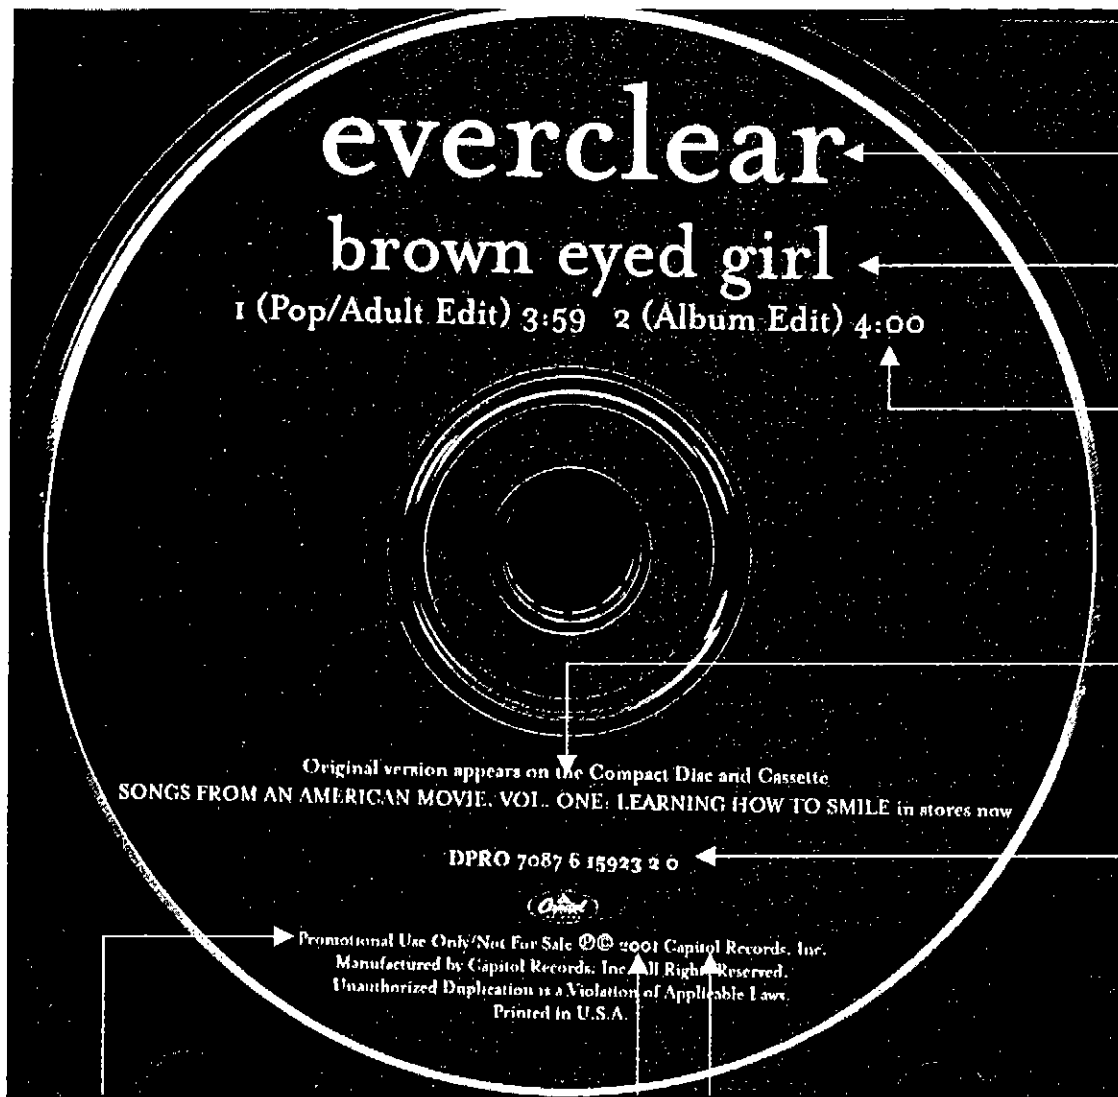 everclear
brown eyed girl
1 (Pop/Adult Edit) 3:59 2 (Album Edit) 4:00
Original version appears on the Compact Disc and Cassette
SONGS FROM AN AMERICAN MOVIE, VOL. ONE: LEARNING HOW TO SMILE in stores now
DPRO 7087 6 15923 2 0
Capitol
Promotional Use Only/Not For Sale ℗© 2001 Capitol Records, Inc.
Manufactured by Capitol Records, Inc. All Rights Reserved.
Unauthorized Duplication is a Violation of Applicable Laws.
Printed in U.S.A.